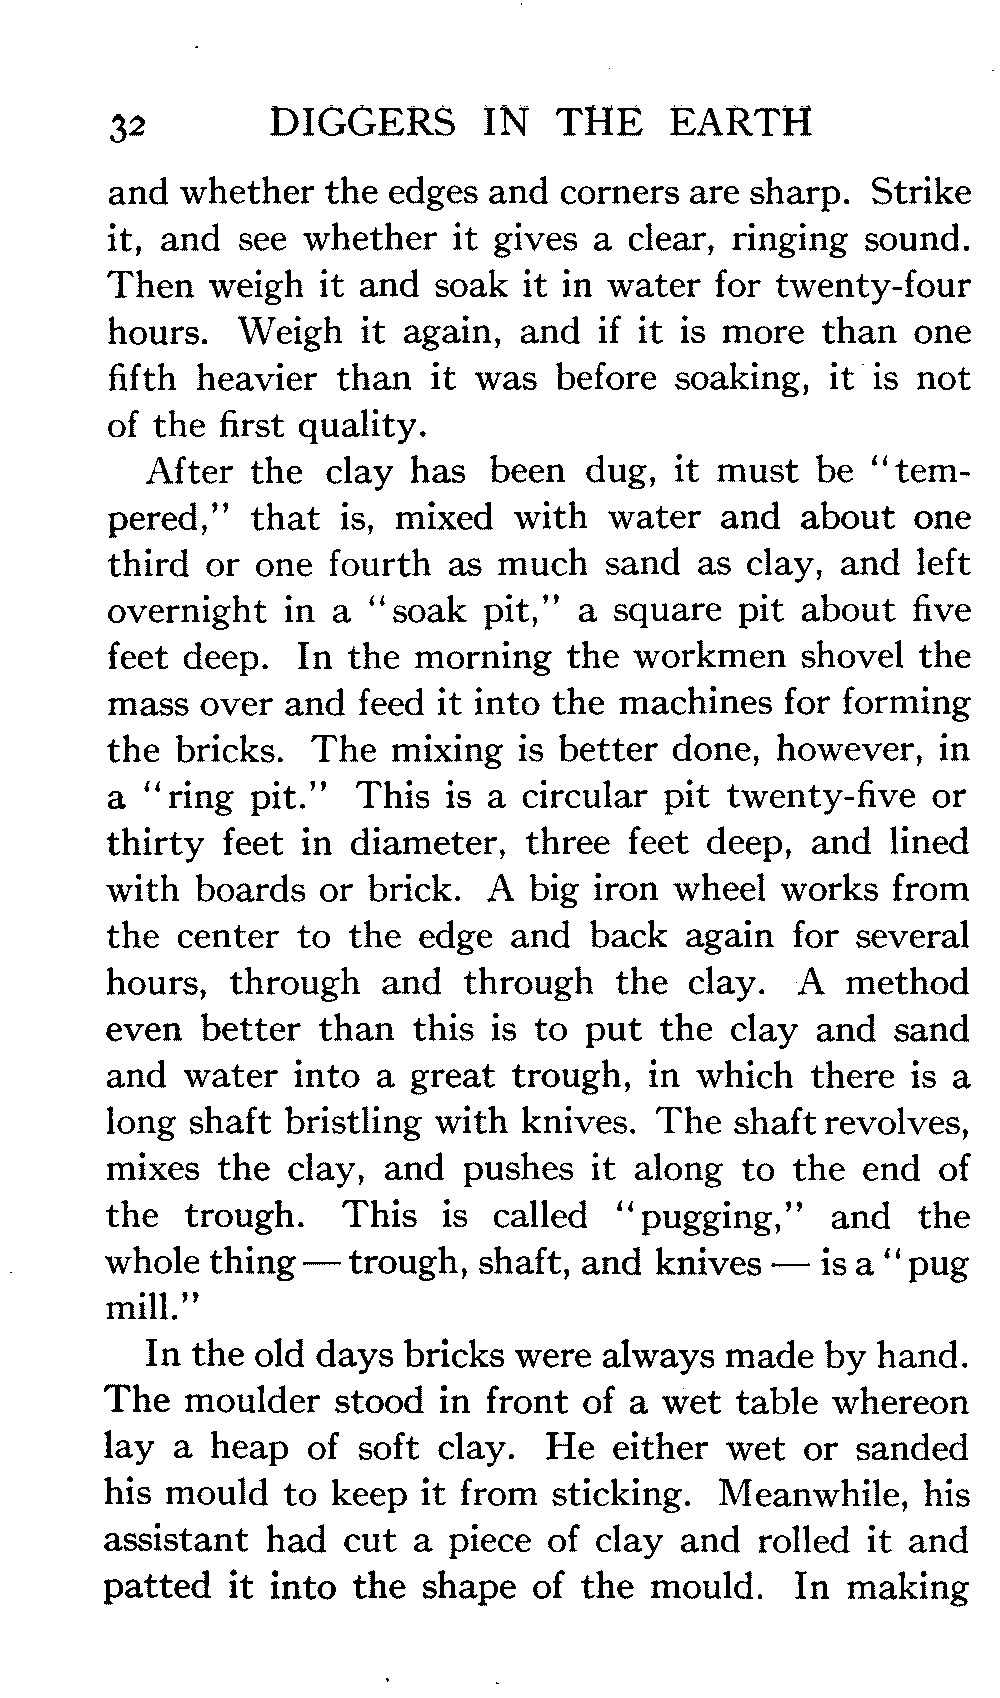 32 DIGGERS IN THE EARTH
and whether the edges and corners are sharp. Strike
it, and see whether it gives a clear, ringing sound.
Then weigh it and soak it in water for twenty-four
hours. Weigh it again, and if it is more than one
fifth heavier than it was before soaking, it is not
of the first quality.
After the clay has been dug, it must be “tem-
pered,” that is, mixed with water and about one
third or one fourth as much sand as clay, and left
overnight in a “soak pit,” a square pit about five
feet deep. In the morning the workmen shovel the
mass over and feed it into the machines for forming
the bricks. The mixing is better done, however, in
a “ring pit.” This is a circular pit twenty-five or
thirty feet in diameter, three feet deep, and lined
with boards or brick. A big iron wheel works from
the center to the edge and back again for several
hours, through and through the clay. A method
even better than this is to put the clay and sand
and water into a great trough, in which there is a
long shaft bristling with knives. The shaft revolves,
mixes the clay, and pushes it along to the end of
the trough. This is called “pugging,” and the
whole thing — trough, shaft, and knives — is a “pug
mill.”
In the old days bricks were always made by hand.
The moulder stood in front of a wet table whereon
lay a heap of soft clay. He either wet or sanded
his mould to keep it from sticking. Meanwhile, his
assistant had cut a piece of clay and rolled it and
patted it into the shape of the mould. In making